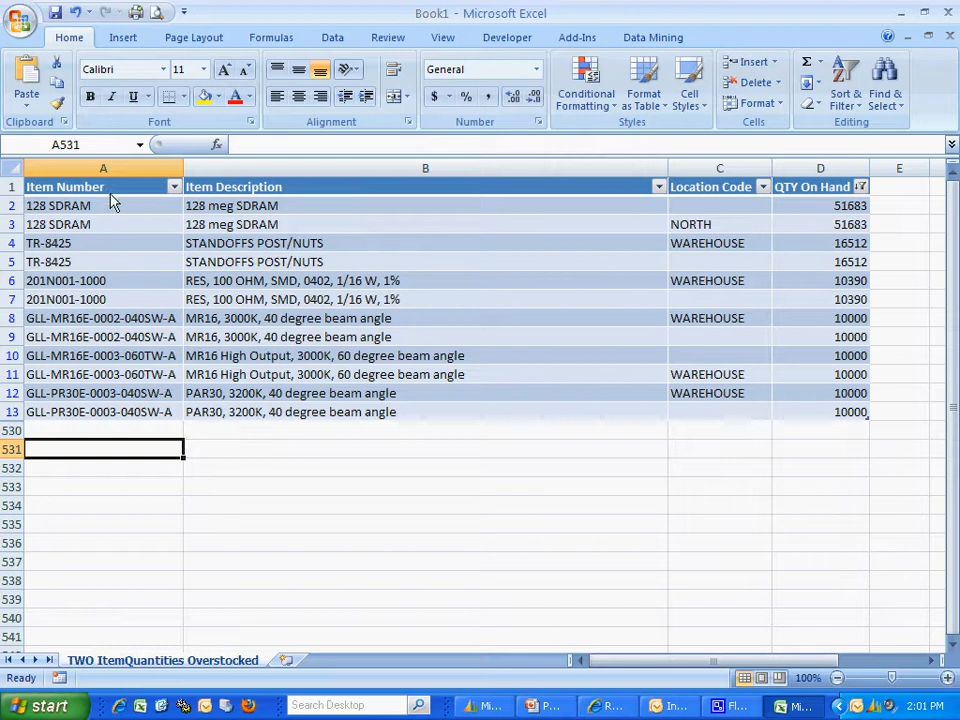 Book1 - Microsoft Excel
Home Insert Page Layout Formulas Data Review View Developer Add-Ins Data Mining
Paste
Calibri 11 A A
B I U A
General
$ % , .00 .0
Conditional Formatting
Format as Table
Cell Styles
Insert
Delete
Format
Σ
Sort & Filter
Find & Select
Clipboard Font Alignment Number Styles Cells Editing
A531 fx
A B C D E
1 Item Number Item Description Location Code QTY On Hand
2 128 SDRAM 128 meg SDRAM 51683
3 128 SDRAM 128 meg SDRAM NORTH 51683
4 TR-8425 STANDOFFS POST/NUTS WAREHOUSE 16512
5 TR-8425 STANDOFFS POST/NUTS 16512
6 201N001-1000 RES, 100 OHM, SMD, 0402, 1/16 W, 1% WAREHOUSE 10390
7 201N001-1000 RES, 100 OHM, SMD, 0402, 1/16 W, 1% 10390
8 GLL-MR16E-0002-040SW-A MR16, 3000K, 40 degree beam angle WAREHOUSE 10000
9 GLL-MR16E-0002-040SW-A MR16, 3000K, 40 degree beam angle 10000
10 GLL-MR16E-0003-060TW-A MR16 High Output, 3000K, 60 degree beam angle 10000
11 GLL-MR16E-0003-060TW-A MR16 High Output, 3000K, 60 degree beam angle WAREHOUSE 10000
12 GLL-PR30E-0003-040SW-A PAR30, 3200K, 40 degree beam angle WAREHOUSE 10000
13 GLL-PR30E-0003-040SW-A PAR30, 3200K, 40 degree beam angle 10000
530
531
532
533
534
535
536
537
538
539
540
541
TWO ItemQuantities Overstocked
Ready 100%
start Search Desktop Mi... P... R... In... Fl... Mi... 2:01 PM